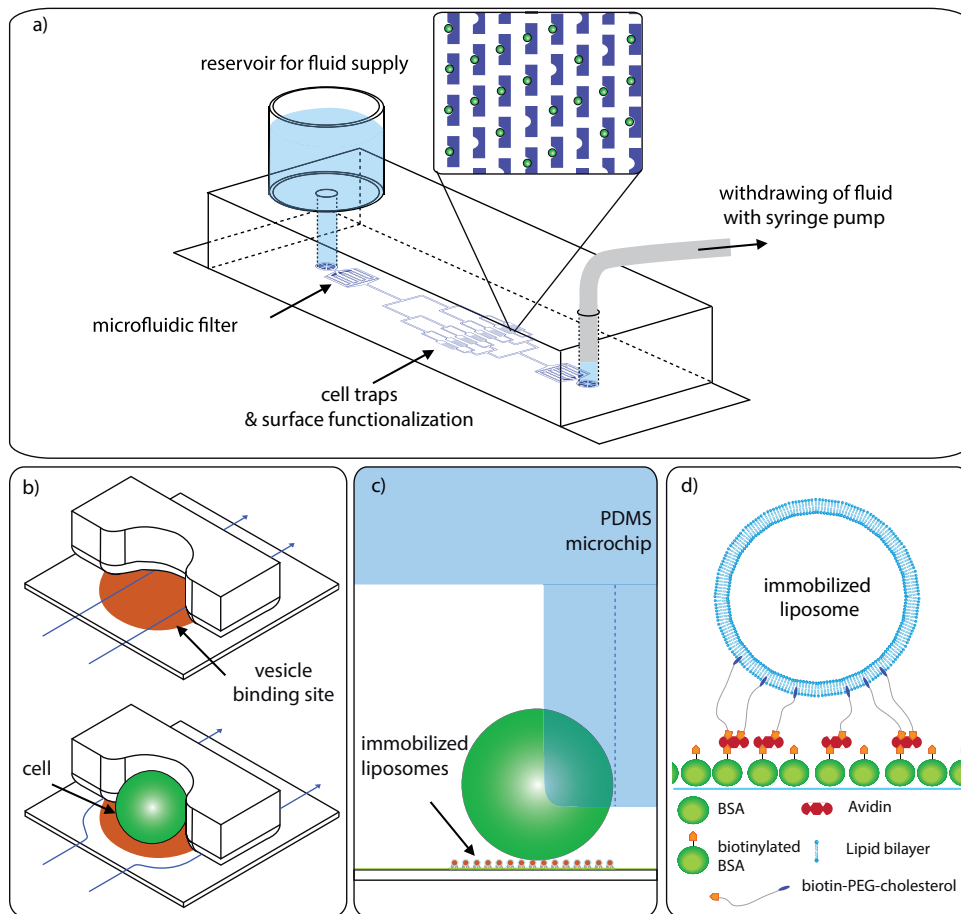 a)
reservoir for fluid supply
withdrawing of fluid
with syringe pump
microfluidic filter
cell traps
& surface functionalization
b)
vesicle
binding site
cell
c)
PDMS
microchip
immobilized
liposomes
d)
immobilized
liposome
BSA
Avidin
biotinylated
BSA
Lipid bilayer
biotin-PEG-cholesterol